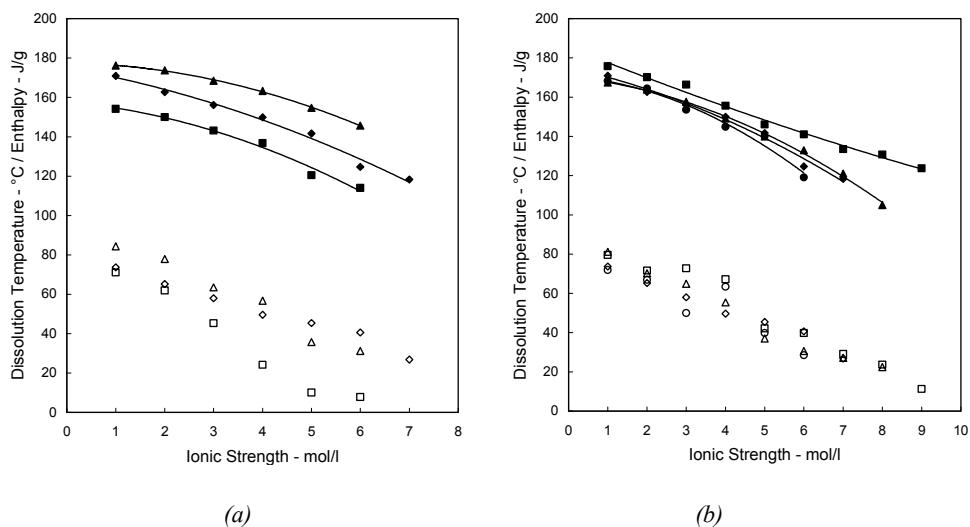 200
180
160
140
120
100
80
60
40
20
0
Dissolution Temperature - °C / Enthalpy - J/g
0 1 2 3 4 5 6 7 8
Ionic Strength - mol/l
(a)
200
180
160
140
120
100
80
60
40
20
0
Dissolution Temperature - °C / Enthalpy - J/g
0 1 2 3 4 5 6 7 8 9 10
Ionic Strength - mol/l
(b)